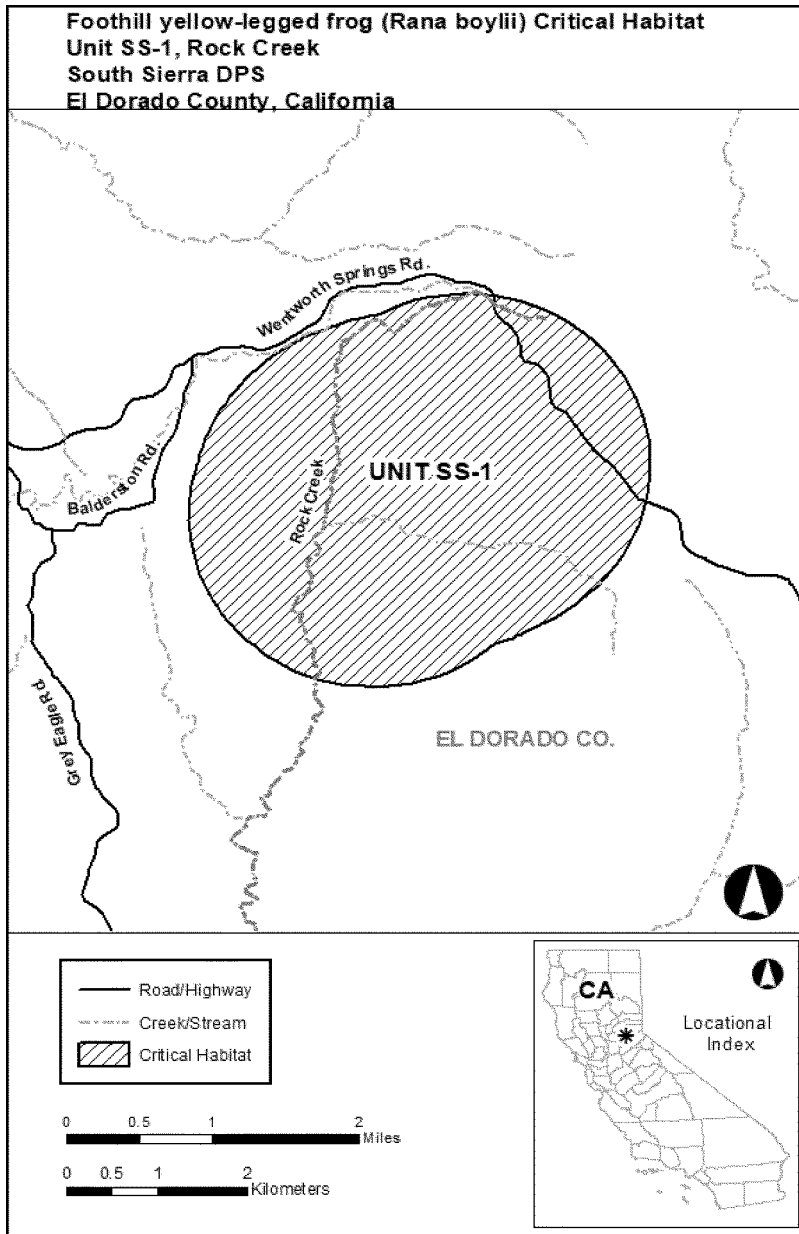 Foothill yellow-legged frog (Rana boylii) Critical Habitat
Unit SS-1, Rock Creek
South Sierra DPS
El Dorado County, California
Wentworth Springs Rd.
Balderston Rd.
Rock Creek
UNIT SS-1
Grey Eagle Rd.
EL DORADO CO.
Road/Highway
Creek/Stream
Critical Habitat
0 0.5 1 2
Miles
0 0.5 1 2
Kilometers
CA
Locational
Index